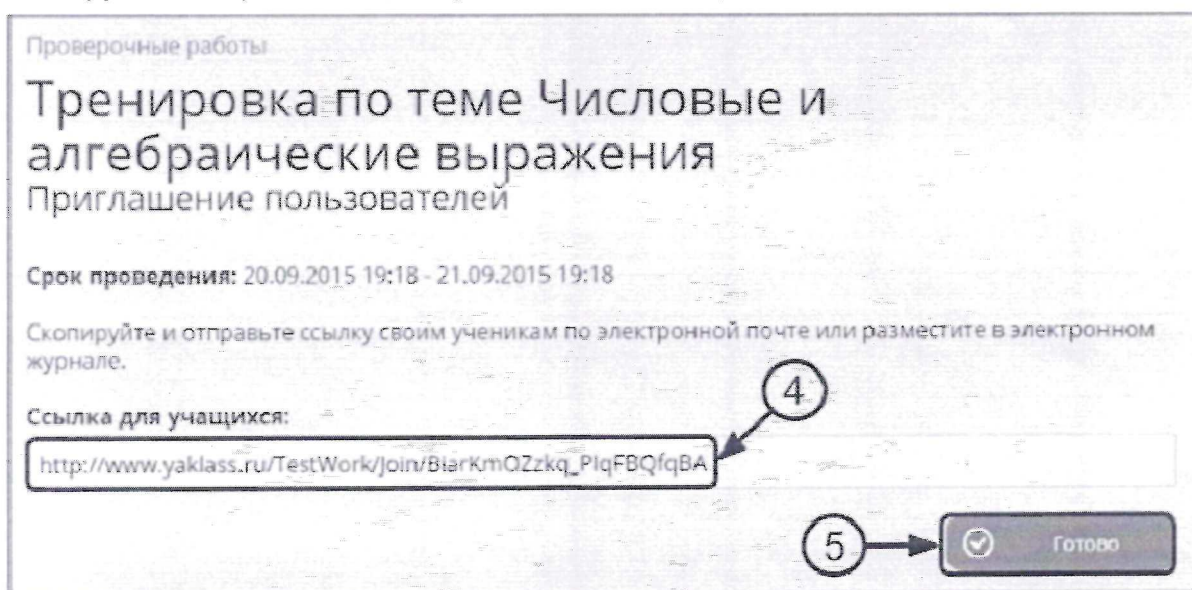 Проверочные работы
Тренировка по теме Числовые и
алгебраические выражения
Приглашение пользователей
Срок проведения: 20.09.2015 19:18 - 21.09.2015 19:18
Скопируйте и отправьте ссылку своим ученикам по электронной почте или разместите в электронном
журнале.
4
Ссылка для учащихся:
http://www.yaklass.ru/TestWork/Join/BiarKmOZzkq_PIqFBQfqBA
5
Готово